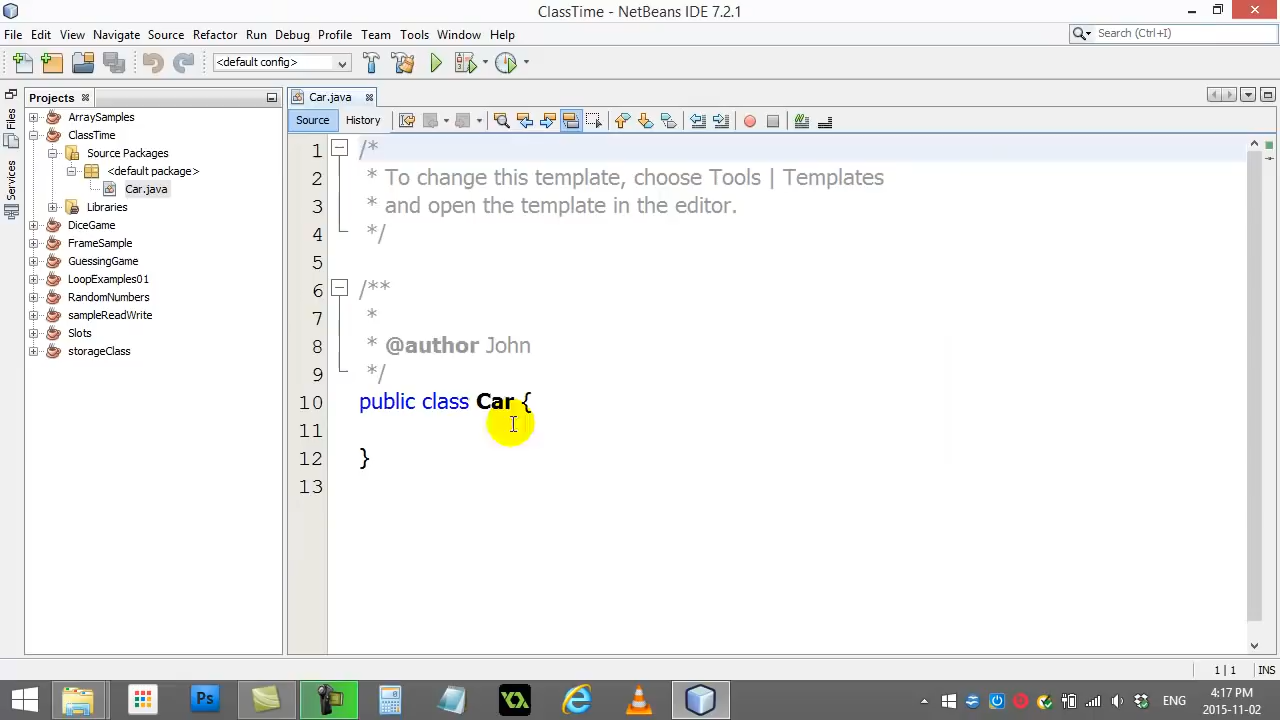 ClassTime - NetBeans IDE 7.2.1
File Edit View Navigate Source Refactor Run Debug Profile Team Tools Window Help
Search (Ctrl+I)
<default config>
Files
Services
Projects
ArraySamples
ClassTime
Source Packages
<default package>
Car.java
Libraries
DiceGame
FrameSample
GuessingGame
LoopExamples01
RandomNumbers
sampleReadWrite
Slots
storageClass
Car.java
Source History
1 /*
2 * To change this template, choose Tools | Templates
3 * and open the template in the editor.
4 */
5
6 /**
7 *
8 * @author John
9 */
10 public class Car {
11
12 }
13
1 | 1 INS
Ps
ENG
4:17 PM
2015-11-02